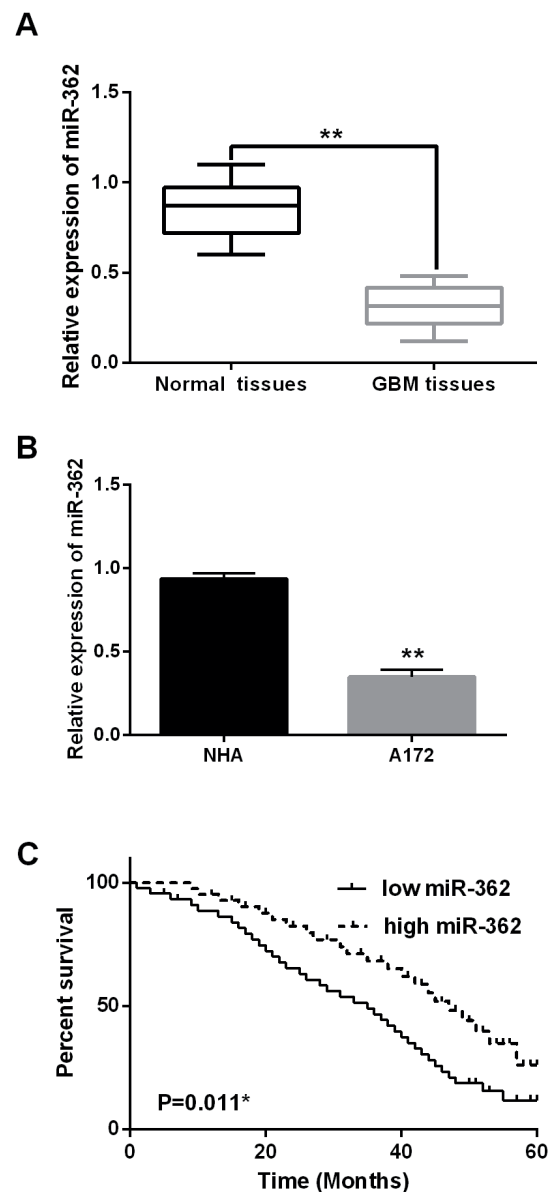 A
Relative expression of miR-362
1.5
1.0
0.5
0.0
**
Normal tissues
GBM tissues
B
Relative expression of miR-362
1.5
1.0
0.5
0.0
**
NHA
A172
C
Percent survival
100
50
0
low miR-362
high miR-362
P=0.011*
0
20
40
60
Time (Months)